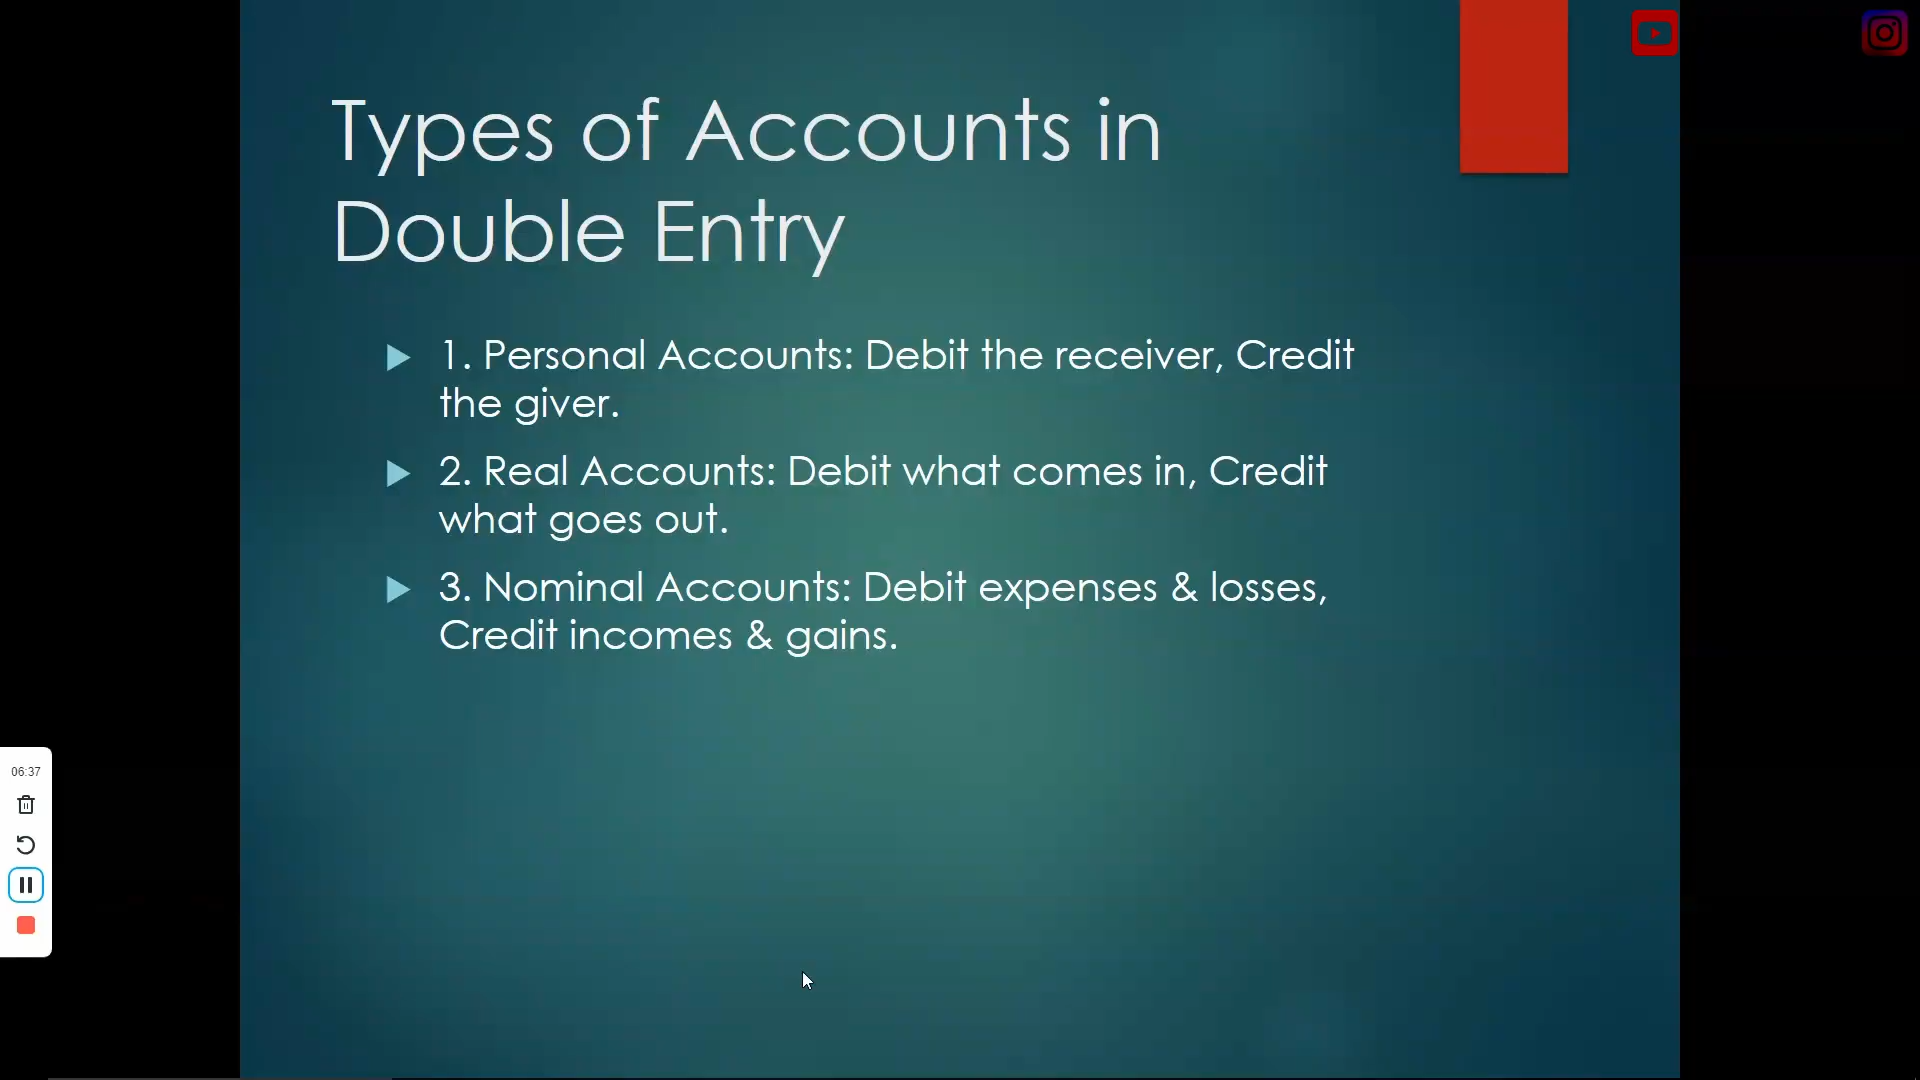 Types of Accounts in
Double Entry
1. Personal Accounts: Debit the receiver, Credit
the giver.
2. Real Accounts: Debit what comes in, Credit
what goes out.
3. Nominal Accounts: Debit expenses & losses,
Credit incomes & gains.
06:37